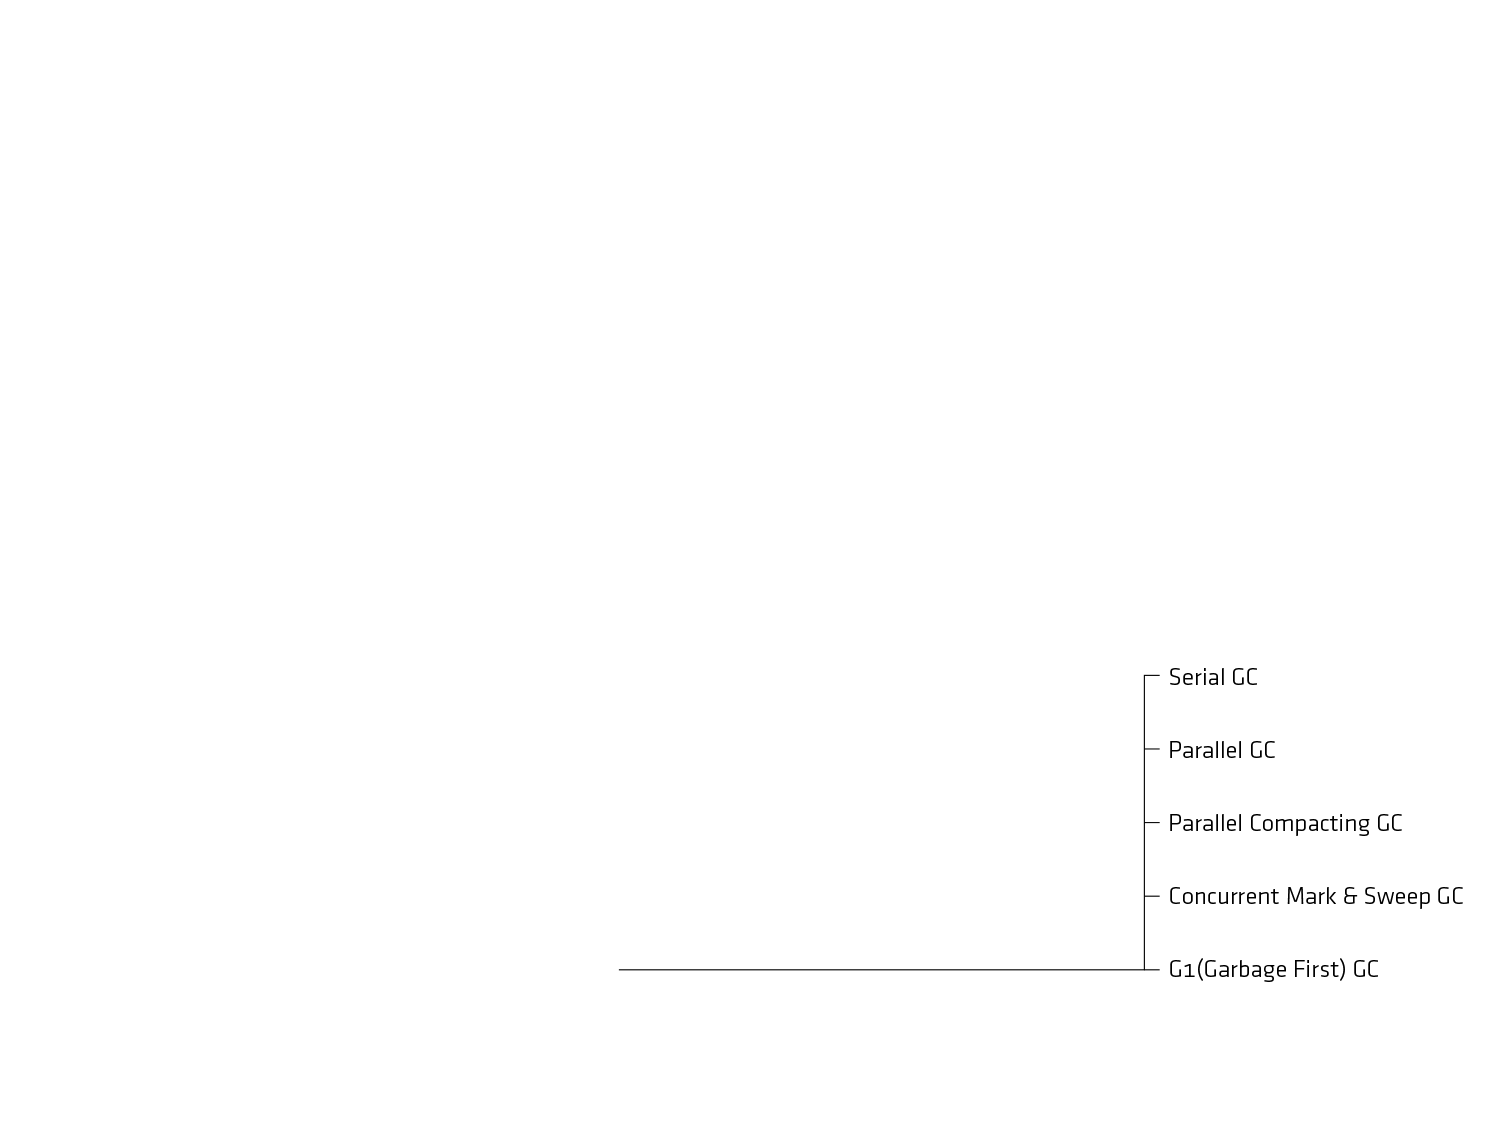 Serial GC
Parallel GC
Parallel Compacting GC
Concurrent Mark & Sweep GC
G1(Garbage First) GC